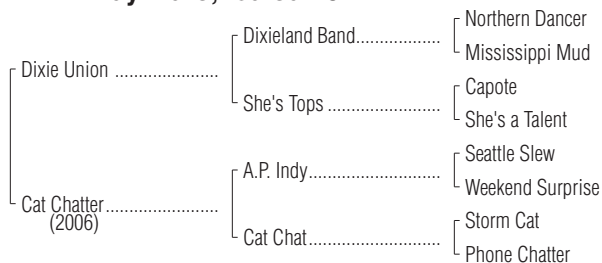 Northern Dancer
Dixieland Band
Mississippi Mud
Dixie Union
Capote
She's Tops
She's a Talent
Seattle Slew
A.P. Indy
Weekend Surprise
Cat Chatter
(2006)
Storm Cat
Cat Chat
Phone Chatter